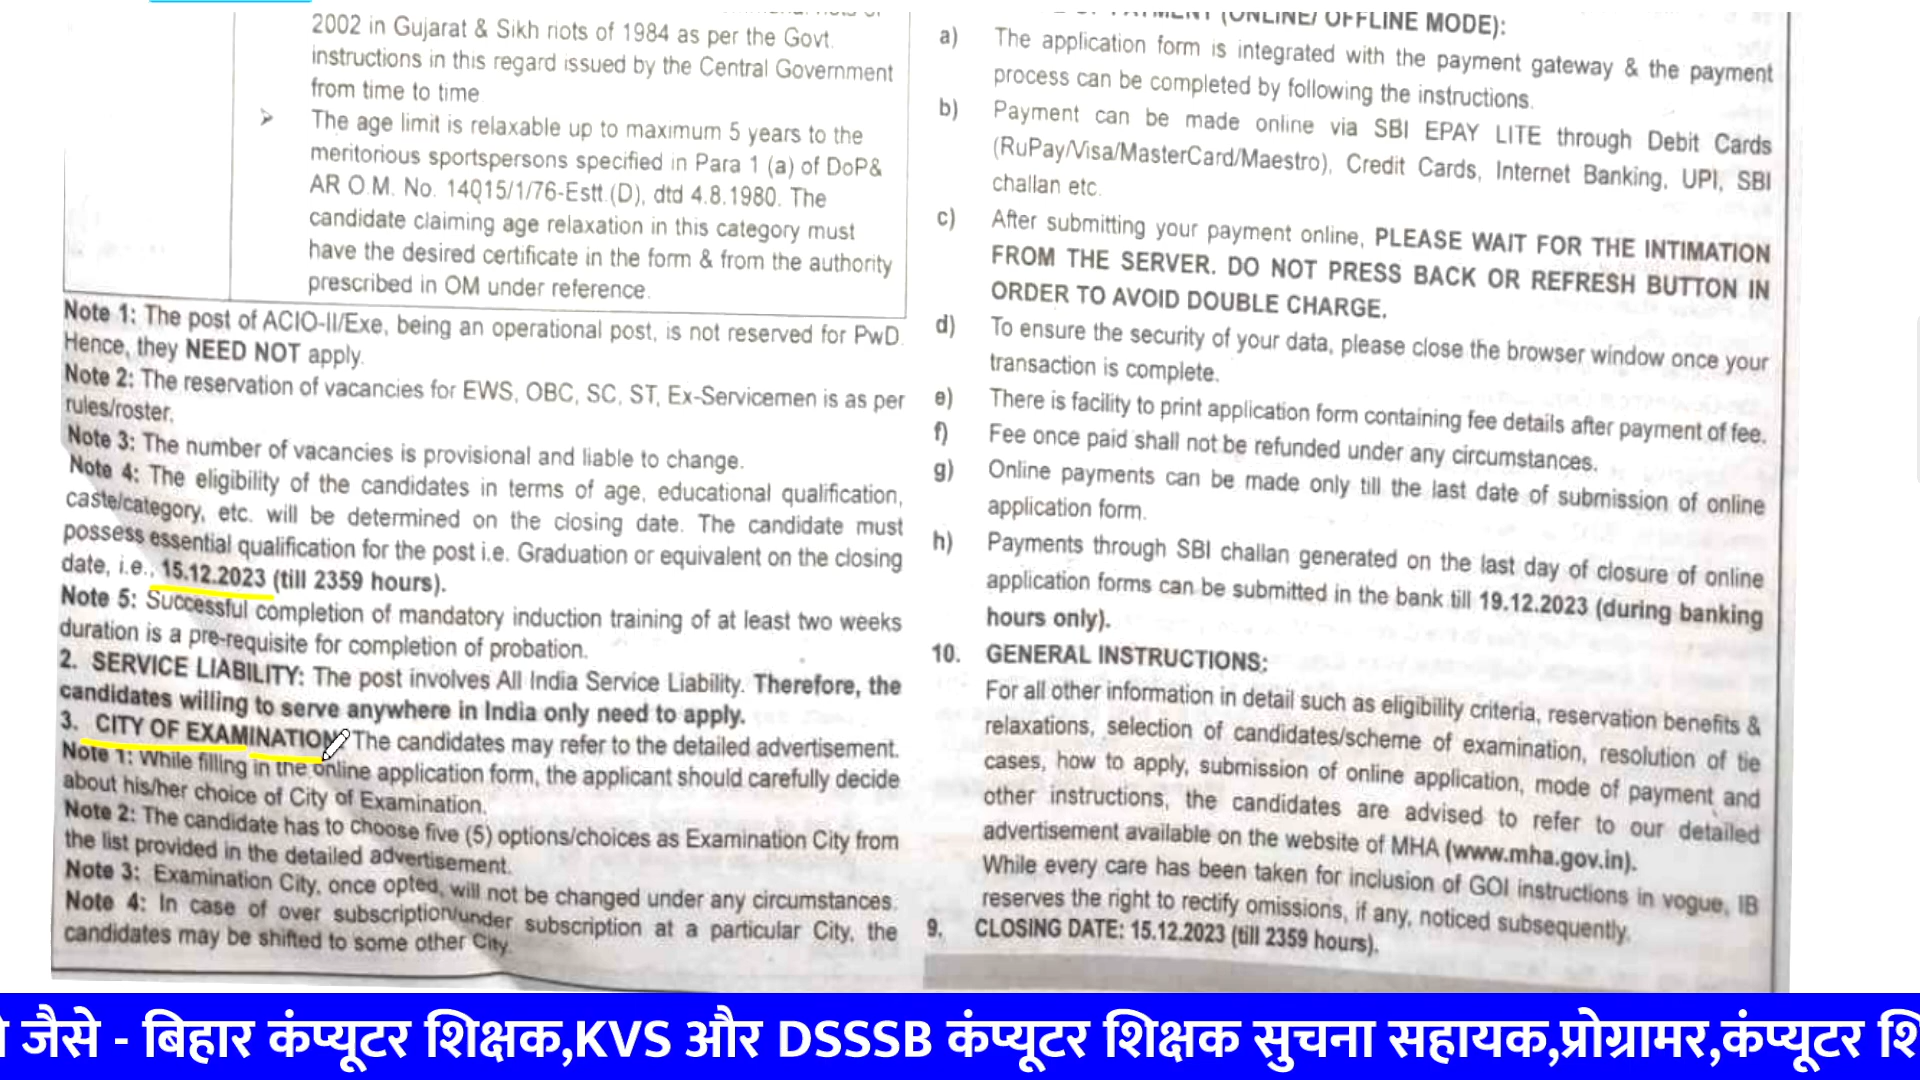 2002 in Gujarat & Sikh riots of 1984 as per the Govt.
instructions in this regard issued by the Central Government
from time to time
➢ The age limit is relaxable up to maximum 5 years to the
meritorious sportspersons specified in Para 1 (a) of DoP&
AR O.M. No. 14015/1/76-Estt.(D), dtd 4.8.1980. The
candidate claiming age relaxation in this category must
have the desired certificate in the form & from the authority
prescribed in OM under reference.
Note 1: The post of ACIO-II/Exe, being an operational post, is not reserved for PwD.
Hence, they NEED NOT apply.
Note 2: The reservation of vacancies for EWS, OBC, SC, ST, Ex-Servicemen is as per
rules/roster.
Note 3: The number of vacancies is provisional and liable to change.
Note 4: The eligibility of the candidates in terms of age, educational qualification,
caste/category, etc. will be determined on the closing date. The candidate must
possess essential qualification for the post i.e. Graduation or equivalent on the closing
date, i.e., 15.12.2023 (till 2359 hours).
Note 5: Successful completion of mandatory induction training of at least two weeks
duration is a pre-requisite for completion of probation.
2. SERVICE LIABILITY: The post involves All India Service Liability. Therefore, the
candidates willing to serve anywhere in India only need to apply.
3. CITY OF EXAMINATION: The candidates may refer to the detailed advertisement.
Note 1: While filling in the online application form, the applicant should carefully decide
about his/her choice of City of Examination.
Note 2: The candidate has to choose five (5) options/choices as Examination City from
the list provided in the detailed advertisement.
Note 3: Examination City, once opted, will not be changed under any circumstances.
Note 4: In case of over subscription/under subscription at a particular City, the
candidates may be shifted to some other City.
PAYMENT (ONLINE/ OFFLINE MODE):
a) The application form is integrated with the payment gateway & the payment
process can be completed by following the instructions.
b) Payment can be made online via SBI EPAY LITE through Debit Cards
(RuPay/Visa/MasterCard/Maestro), Credit Cards, Internet Banking, UPI, SBI
challan etc.
c) After submitting your payment online, PLEASE WAIT FOR THE INTIMATION
FROM THE SERVER. DO NOT PRESS BACK OR REFRESH BUTTON IN
ORDER TO AVOID DOUBLE CHARGE.
d) To ensure the security of your data, please close the browser window once your
transaction is complete.
e) There is facility to print application form containing fee details after payment of fee.
f) Fee once paid shall not be refunded under any circumstances.
g) Online payments can be made only till the last date of submission of online
application form.
h) Payments through SBI challan generated on the last day of closure of online
application forms can be submitted in the bank till 19.12.2023 (during banking
hours only).
10. GENERAL INSTRUCTIONS:
For all other information in detail such as eligibility criteria, reservation benefits &
relaxations, selection of candidates/scheme of examination, resolution of tie
cases, how to apply, submission of online application, mode of payment and
other instructions, the candidates are advised to refer to our detailed
advertisement available on the website of MHA (www.mha.gov.in).
While every care has been taken for inclusion of GOI instructions in vogue, IB
reserves the right to rectify omissions, if any, noticed subsequently.
9. CLOSING DATE: 15.12.2023 (till 2359 hours).
जैसे - बिहार कंप्यूटर शिक्षक,KVS और DSSSB कंप्यूटर शिक्षक सुचना सहायक,प्रोग्रामर,कंप्यूटर